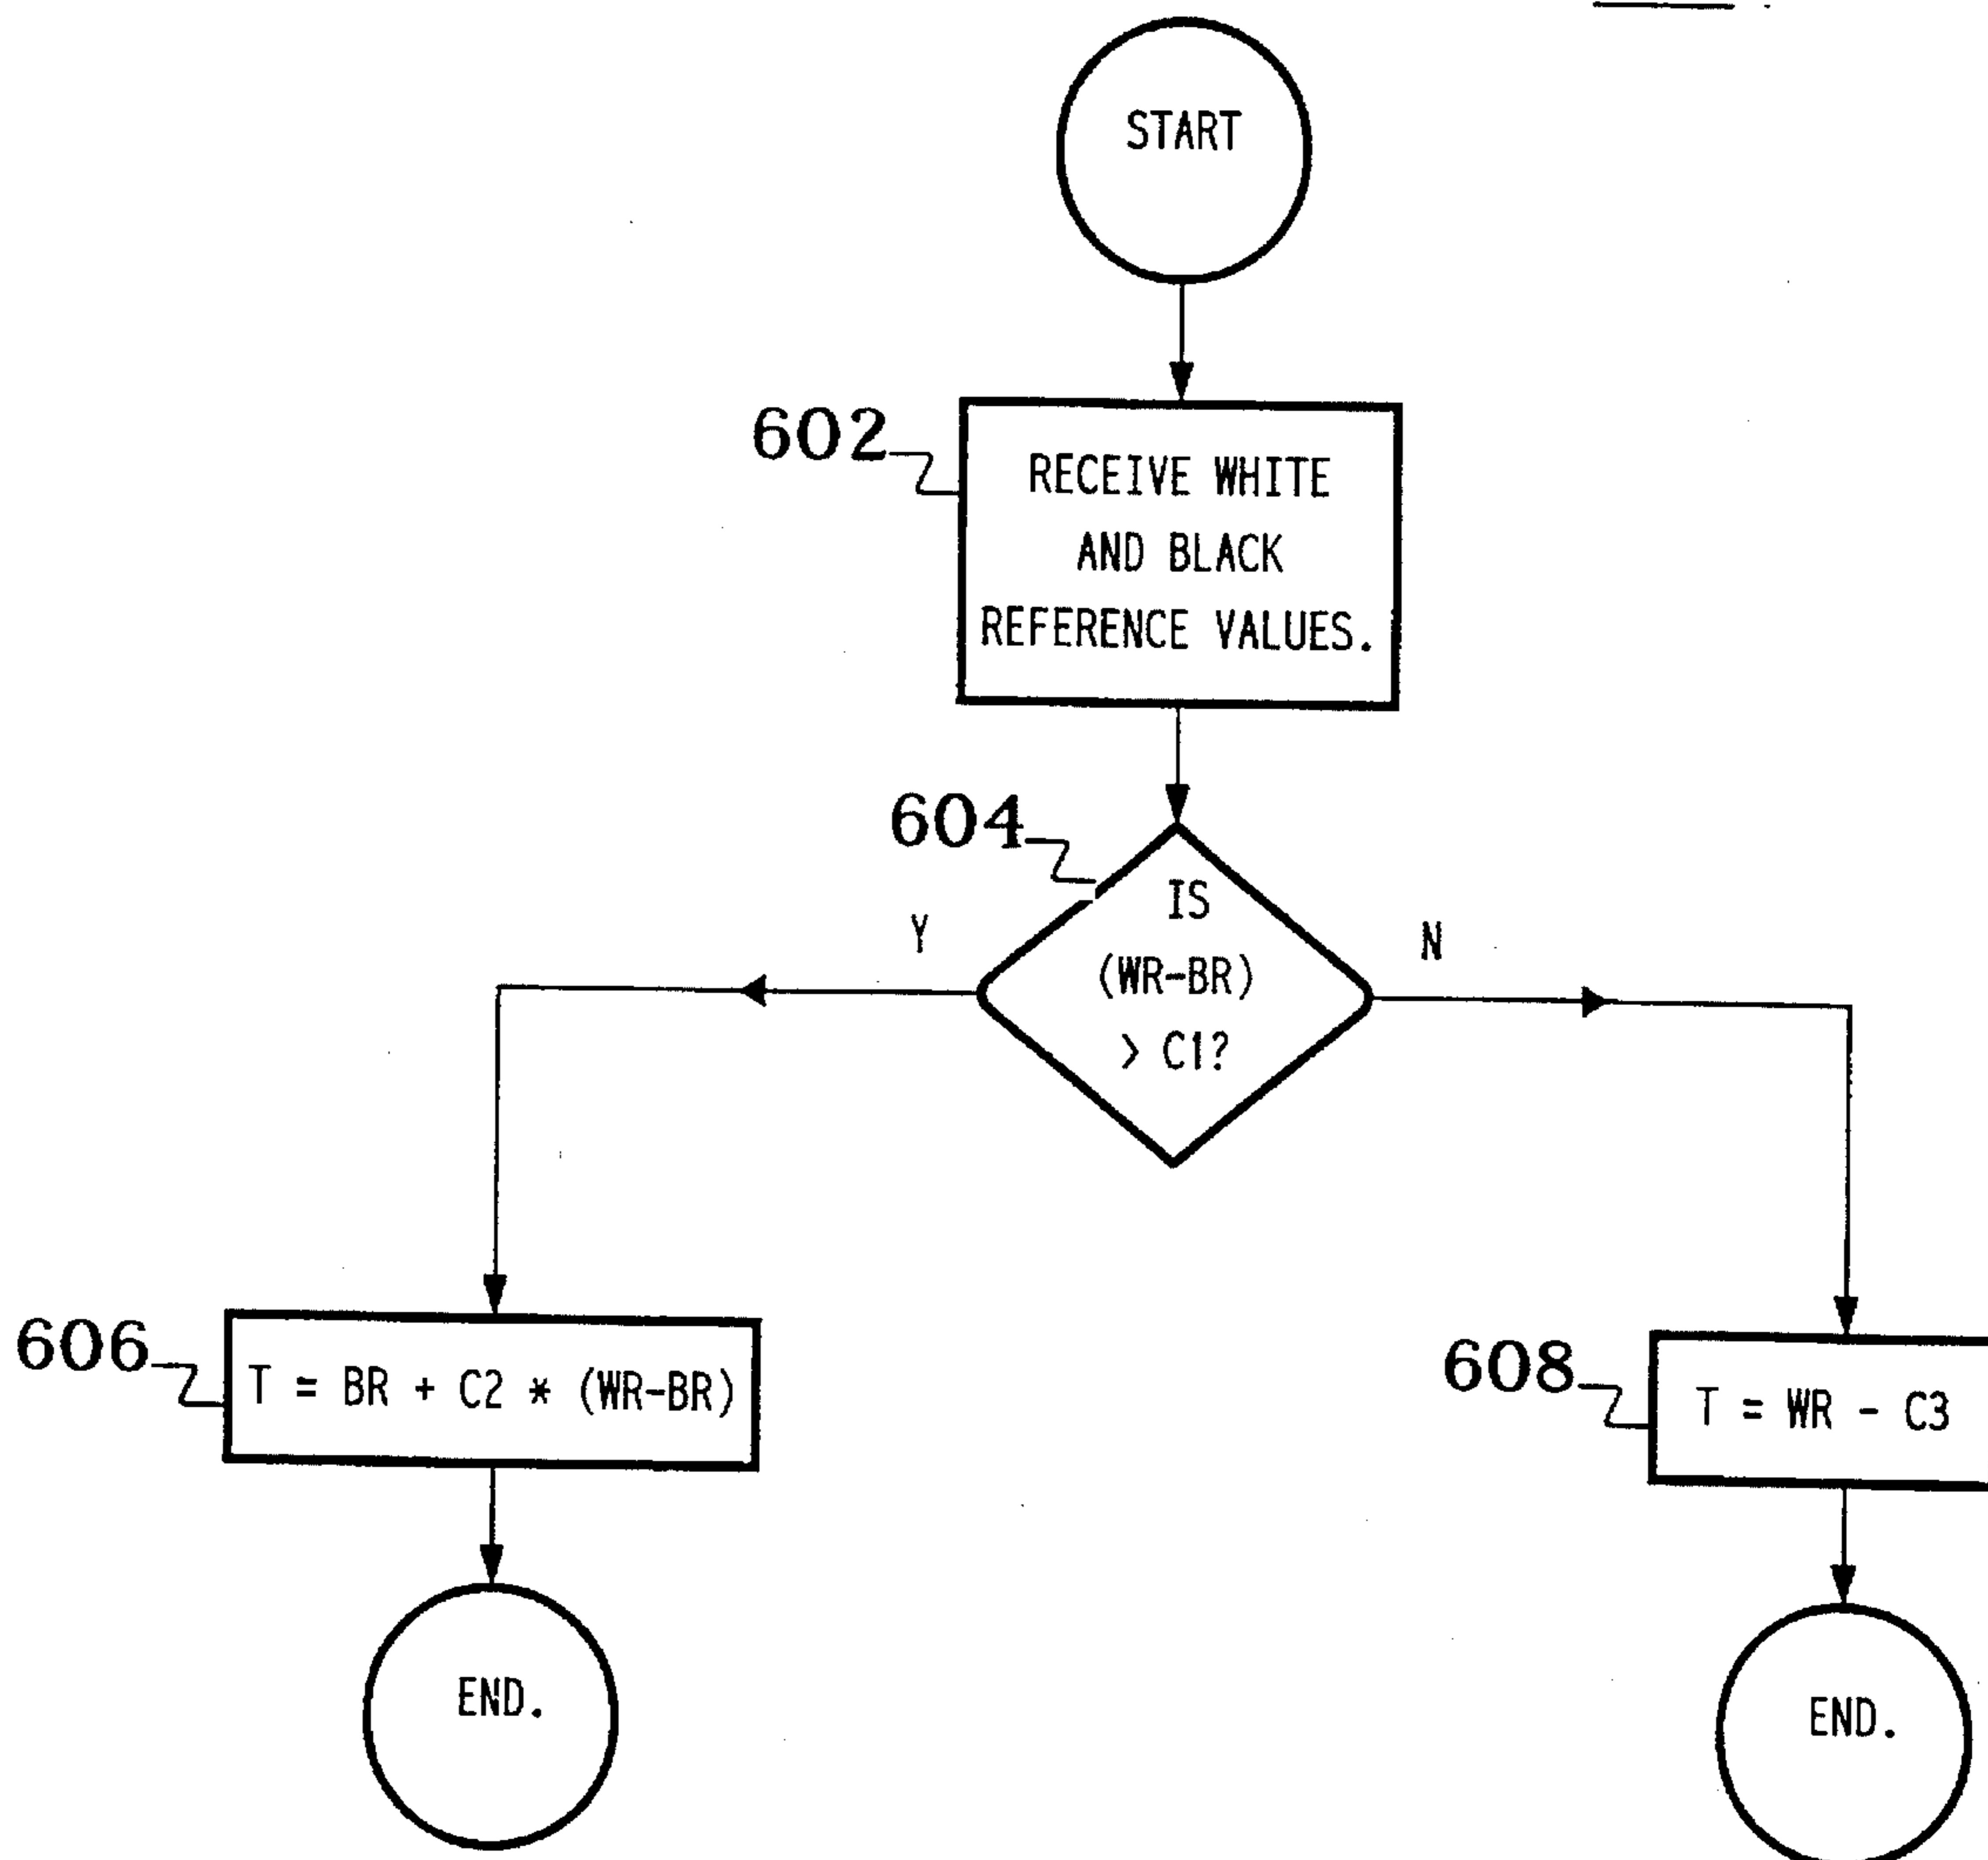 START
602
RECEIVE WHITE
AND BLACK
REFERENCE VALUES.
604
IS
(WR-BR)
> C1?
Y
N
606
T = BR + C2 * (WR-BR)
608
T = WR - C3
END.
END.